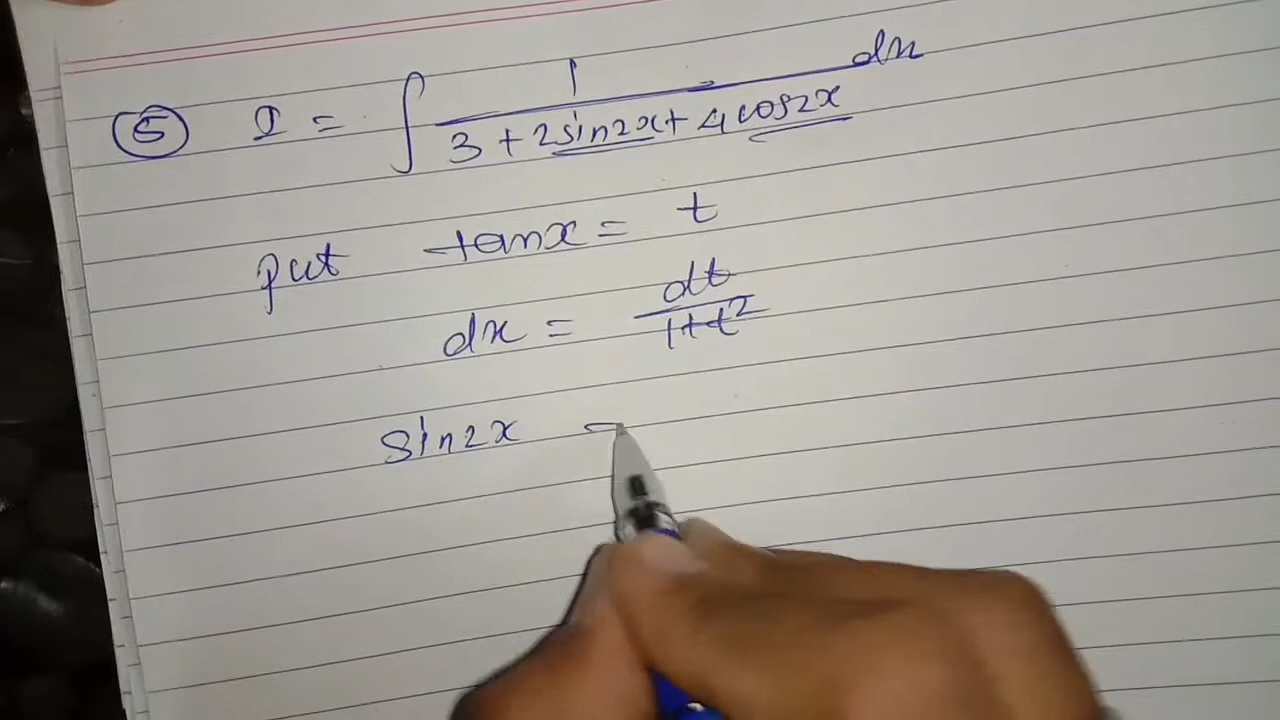 ⑤ I = ∫ 1 / (3 + 2sin2x + 4cos2x) dx
put tanx = t
dx = dt / (1+t²)
sin2x =